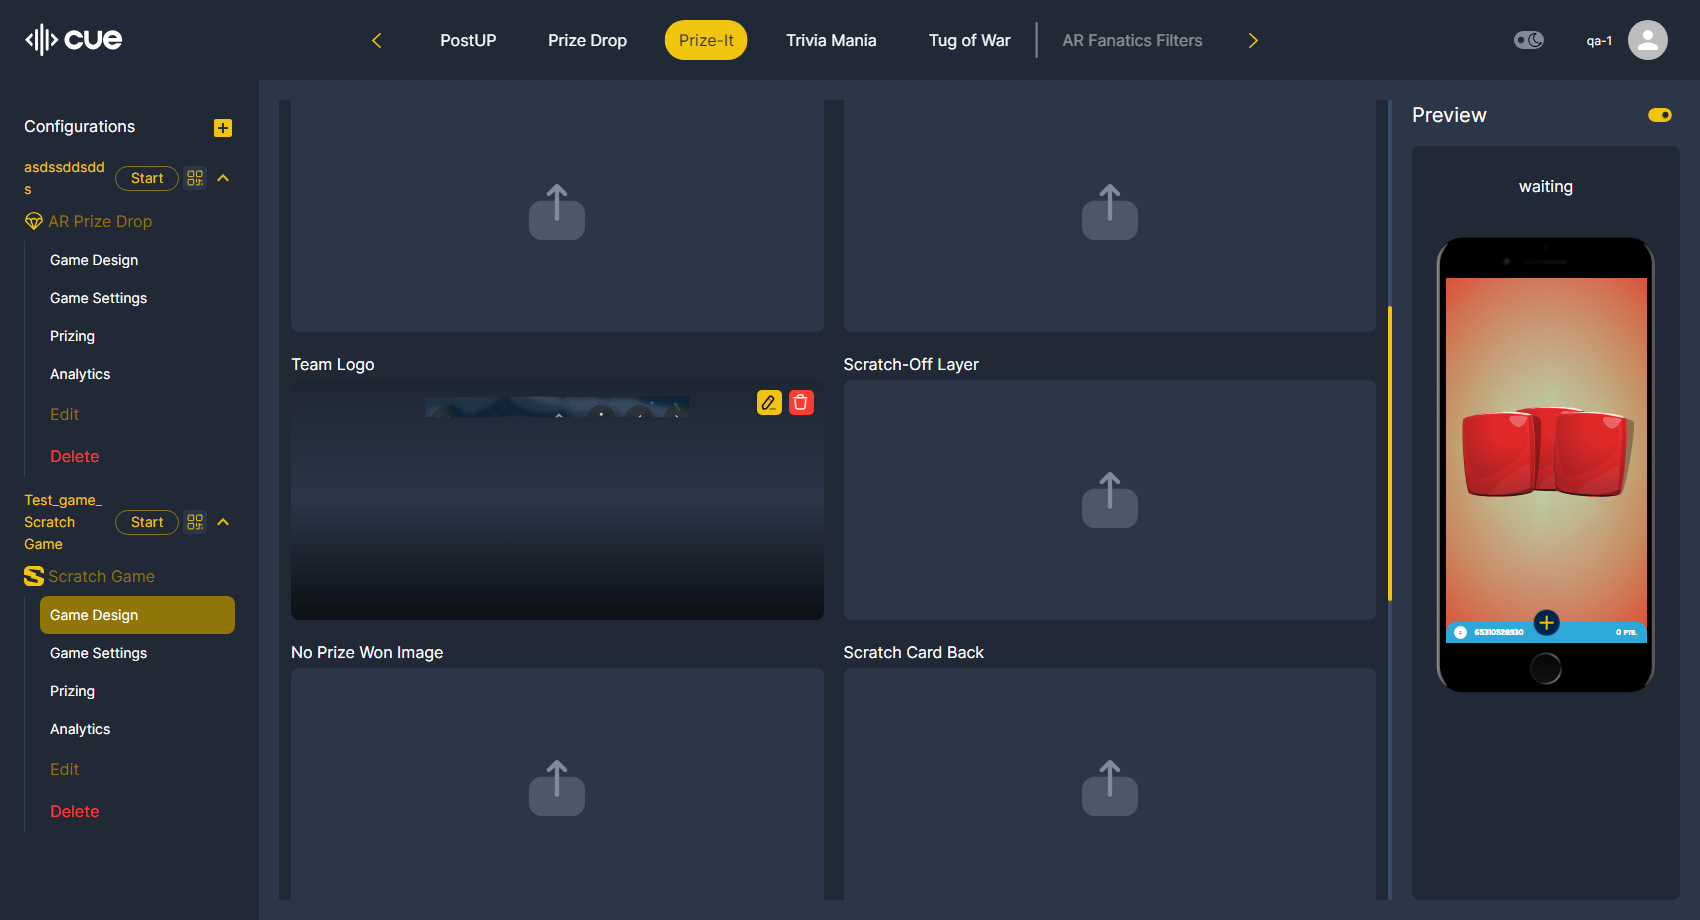 cue
PostUP
Prize Drop
Prize-It
Trivia Mania
Tug of War
AR Fanatics Filters
qa-1
Configurations
asdssddsdd
s
Start
AR Prize Drop
Game Design
Game Settings
Prizing
Analytics
Edit
Delete
Test_game_
Scratch
Game
Start
Scratch Game
Game Design
Game Settings
Prizing
Analytics
Edit
Delete
Team Logo
Scratch-Off Layer
No Prize Won Image
Scratch Card Back
Preview
waiting
65310528930
0 PTS.